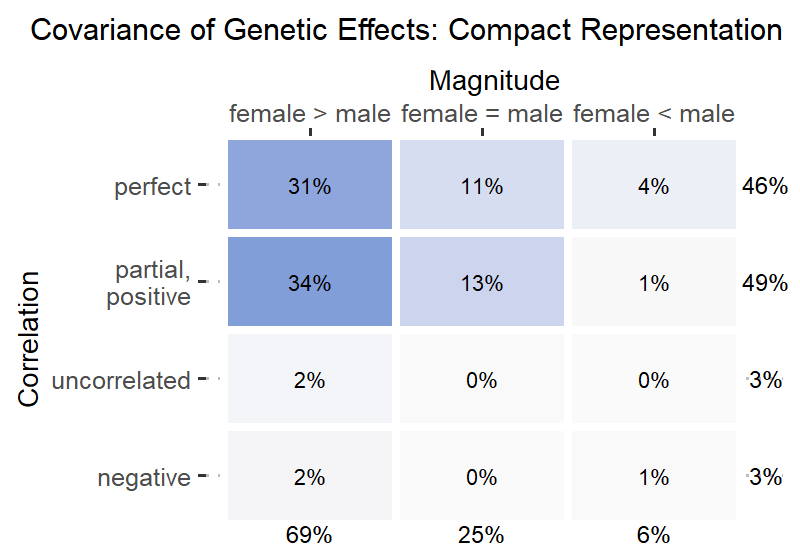 Covariance of Genetic Effects: Compact Representation
Magnitude
female > male female = male female < male
perfect 31% 11% 4% 46%
partial,
positive 34% 13% 1% 49%
uncorrelated 2% 0% 0% 3%
negative 2% 0% 1% 3%
69% 25% 6%
Correlation